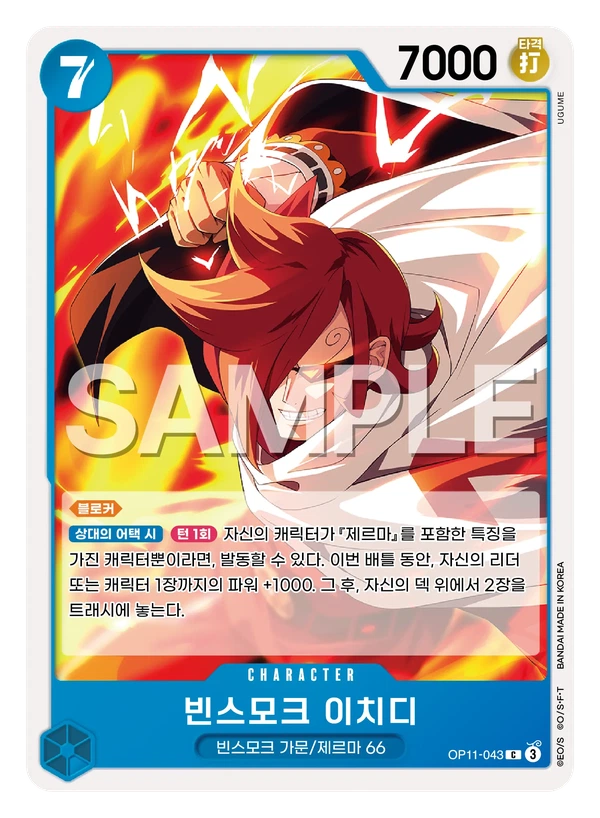 7
7000
타격
打
UGUME
SAMPLE
블로커
상대의 어택 시 턴 1회 자신의 캐릭터가 『제르마』를 포함한 특징을
가진 캐릭터뿐이라면, 발동할 수 있다. 이번 배틀 동안, 자신의 리더
또는 캐릭터 1장까지의 파워 +1000. 그 후, 자신의 덱 위에서 2장을
트래시에 놓는다.
CHARACTER
빈스모크 이치디
빈스모크 가문/제르마 66
OP11-043 C 3
©EO/S ©O/S·F·T BANDAI MADE IN KOREA